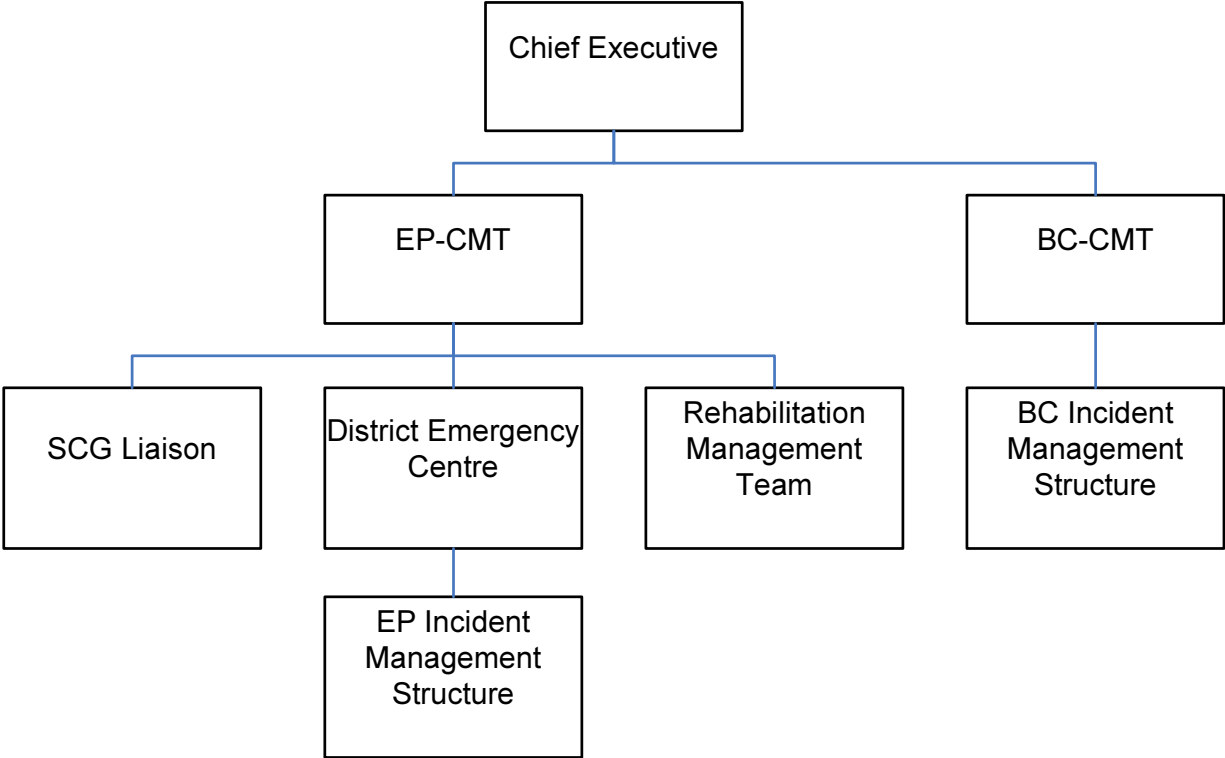 Chief Executive
EP-CMT
BC-CMT
SCG Liaison
District Emergency
Centre
Rehabilitation
Management
Team
BC Incident
Management
Structure
EP Incident
Management
Structure